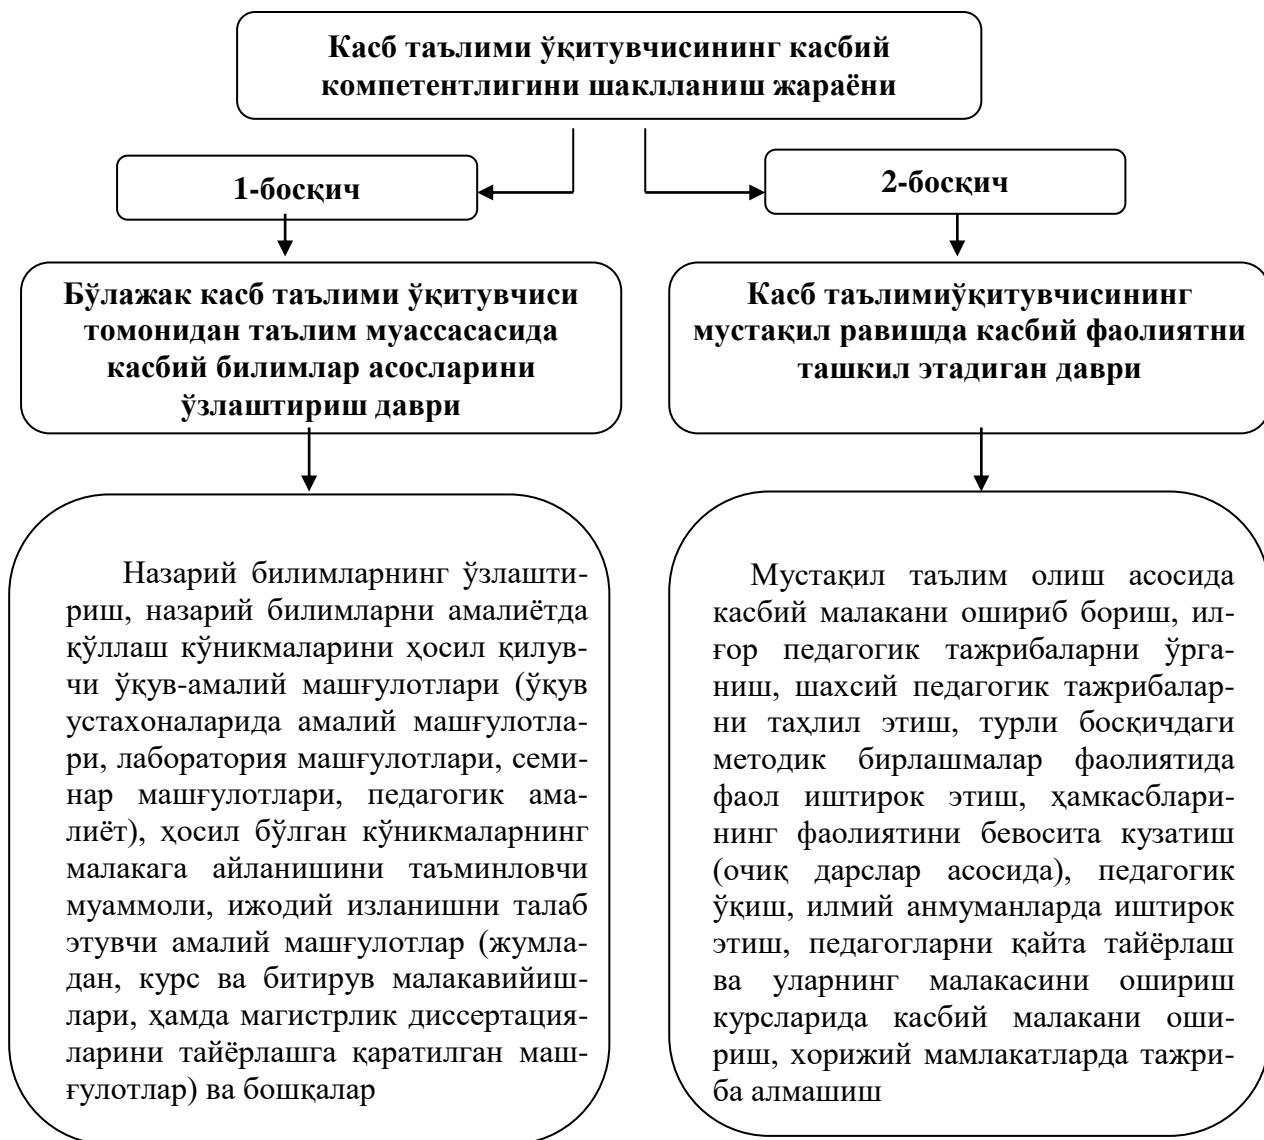 Касб таълими ўқитувчисининг касбий
компетентлигини шаклланиш жараёни
1-босқич
2-босқич
Бўлажак касб таълими ўқитувчиси
томонидан таълим муассасасида
касбий билимлар асосларини
ўзлаштириш даври
Касб таълимиўқитувчисининг
мустақил равишда касбий фаолиятни
ташкил этадиган даври
Назарий билимларнинг ўзлашти-
риш, назарий билимларни амалиётда
қўллаш кўникмаларини ҳосил қилув-
чи ўқув-амалий машғулотлари (ўқув
устахоналарида амалий машғулотла-
ри, лаборатория машғулотлари, семи-
нар машғулотлари, педагогик ама-
лиёт), ҳосил бўлган кўникмаларнинг
малакага айланишини таъминловчи
муаммоли, ижодий изланишни талаб
этувчи амалий машғулотлар (жумла-
дан, курс ва битирув малакавийиш-
лари, ҳамда магистрлик диссертация-
ларини тайёрлашга қаратилган маш-
ғулотлар) ва бошқалар
Мустақил таълим олиш асосида
касбий малакани ошириб бориш, ил-
ғор педагогик тажрибаларни ўрга-
ниш, шахсий педагогик тажрибалар-
ни таҳлил этиш, турли босқичдаги
методик бирлашмалар фаолиятида
фаол иштирок этиш, ҳамкасблари-
нинг фаолиятини бевосита кузатиш
(очиқ дарслар асосида), педагогик
ўқиш, илмий анмуманларда иштирок
этиш, педагогларни қайта тайёрлаш
ва уларнинг малакасини ошириш
курсларида касбий малакани оши-
риш, хорижий мамлакатларда тажри-
ба алмашиш